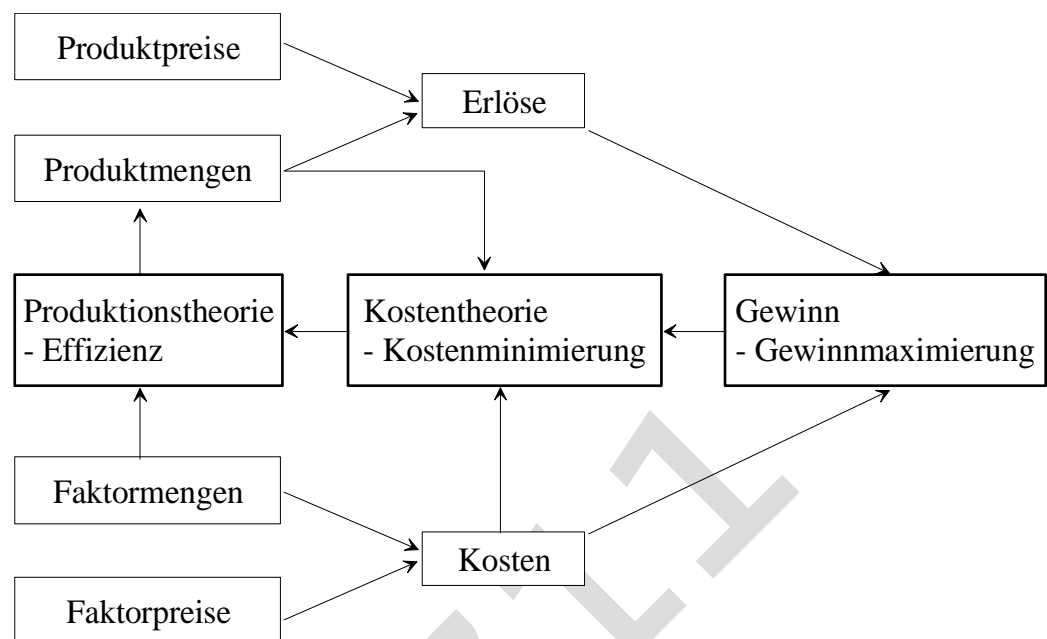 Produktpreise
Erlöse
Produktmengen
Produktionstheorie
- Effizienz
Kostentheorie
- Kostenminimierung
Gewinn
- Gewinnmaximierung
Faktormengen
Kosten
Faktorpreise